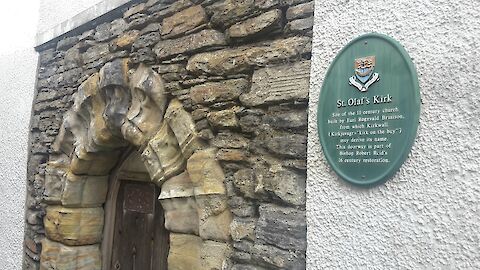 St. Olaf's Kirk
Site of the 11 century church
built by Earl Rognvald Brusison,
from which Kirkwall,
(Kirkjuvagr "Kirk on the bay")
may derive its name.
This doorway is part of
Bishop Robert Reid's
16 century restoration.